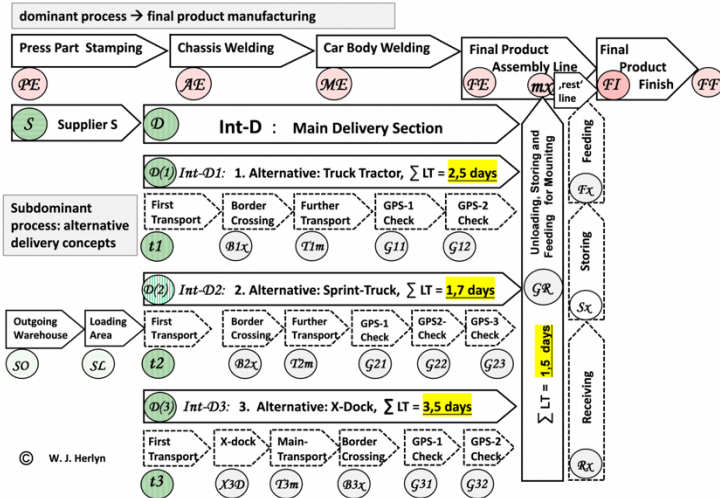 dominant process → final product manufacturing
Press Part Stamping
Chassis Welding
Car Body Welding
Final Product
Assembly Line
Final
Product
Finish
PE
AE
ME
FE
mx
‚rest'
line
FI
FF
S
Supplier S
D
Int-D : Main Delivery Section
D(1)
Int-D1: 1. Alternative: Truck Tractor, ∑ LT = 2,5 days
First
Transport
Border
Crossing
Further
Transport
GPS-1
Check
GPS-2
Check
t1
B1x
T1m
G11
G12
Subdominant
process: alternative
delivery concepts
D(2)
Int-D2: 2. Alternative: Sprint-Truck, ∑ LT = 1,7 days
Outgoing
Warehouse
Loading
Area
First
Transport
Border
Crossing
Further
Transport
GPS-1
Check
GPS2-
Check
GPS-3
Check
SO
SL
t2
B2x
T2m
G21
G22
G23
D(3)
Int-D3: 3. Alternative: X-Dock, ∑ LT = 3,5 days
First
Transport
X-dock
Main-
Transport
Border
Crossing
GPS-1
Check
GPS-2
Check
t3
X3D
T3m
B3x
G31
G32
© W. J. Herlyn
Unloading, Storing and
Feeding for Mounitng
GR
∑ LT = 1,5 days
Feeding
Fx
Storing
Sx
Receiving
Rx